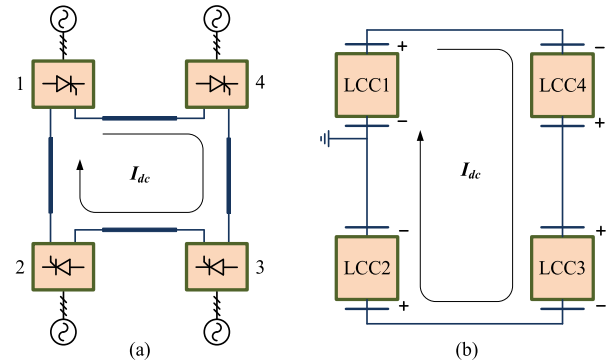 1
4
I_dc
2
3
(a)
+
−
LCC1
LCC4
−
+
I_dc
−
+
LCC2
LCC3
+
−
(b)